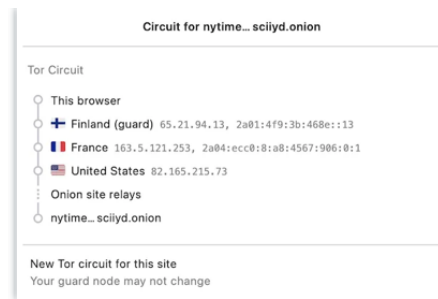 Circuit for nytime... sciiyd.onion
Tor Circuit
This browser
Finland (guard) 65.21.94.13, 2a01:4f9:3b:468e::13
France 163.5.121.253, 2a04:ecc0:8:a8:4567:906:0:1
United States 82.165.215.73
Onion site relays
nytime... sciiyd.onion
New Tor circuit for this site
Your guard node may not change